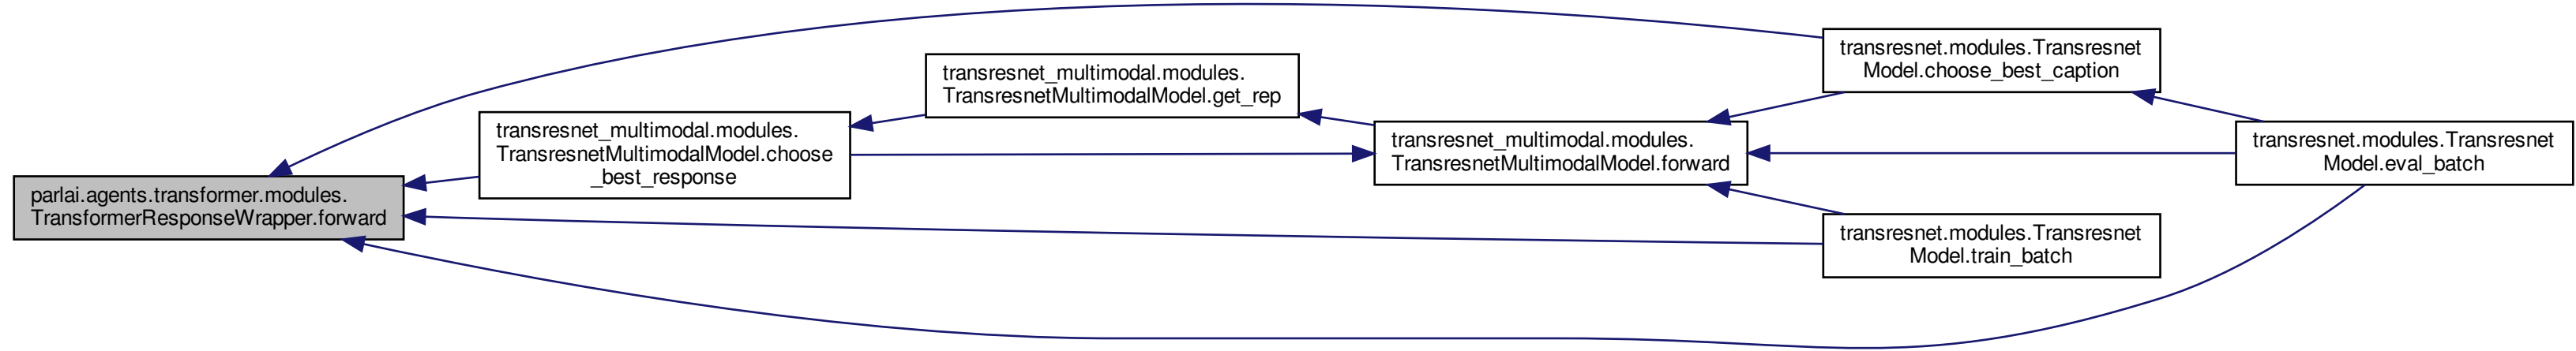 parlai.agents.transformer.modules.
TransformerResponseWrapper.forward
transresnet_multimodal.modules.
TransresnetMultimodalModel.choose
_best_response
transresnet_multimodal.modules.
TransresnetMultimodalModel.get_rep
transresnet_multimodal.modules.
TransresnetMultimodalModel.forward
transresnet.modules.Transresnet
Model.choose_best_caption
transresnet.modules.Transresnet
Model.eval_batch
transresnet.modules.Transresnet
Model.train_batch